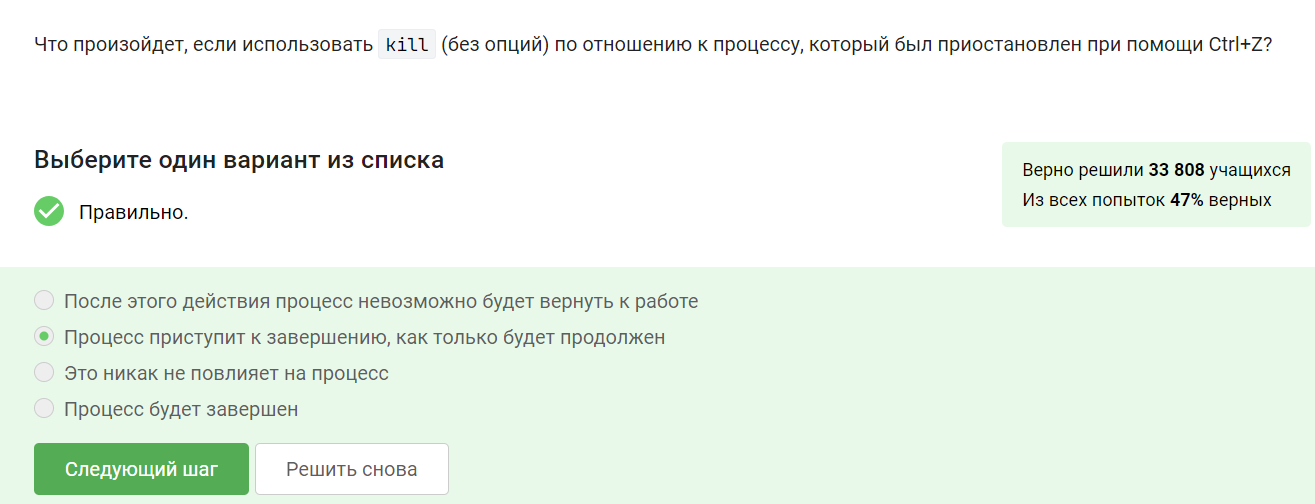 Что произойдет, если использовать kill (без опций) по отношению к процессу, который был приостановлен при помощи Ctrl+Z?
Выберите один вариант из списка
Правильно.
Верно решили 33 808 учащихся
Из всех попыток 47% верных
После этого действия процесс невозможно будет вернуть к работе
Процесс приступит к завершению, как только будет продолжен
Это никак не повлияет на процесс
Процесс будет завершен
Следующий шаг
Решить снова